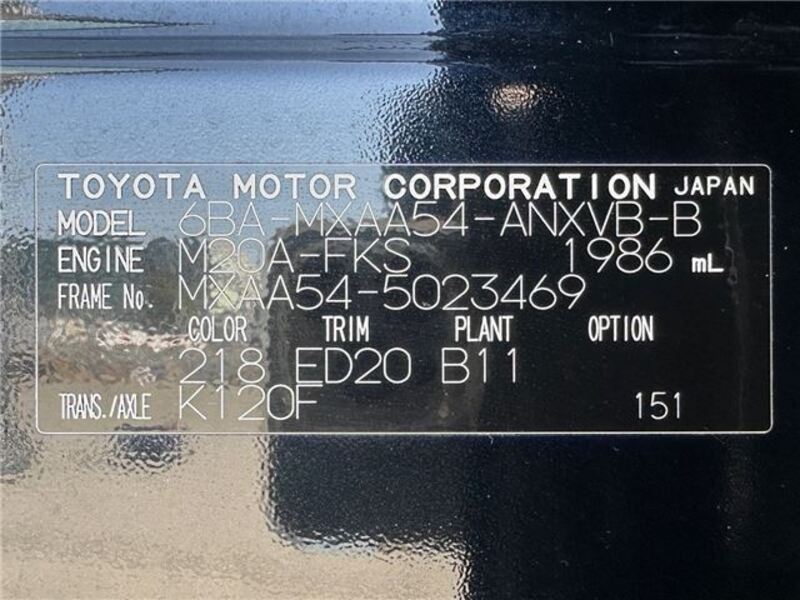 TOYOTA MOTOR CORPORATION JAPAN
MODEL 6BA-MXAA54-ANXVB-B
ENGINE M20A-FKS 1986 mL
FRAME No. MXAA54-5023469
COLOR TRIM PLANT OPTION
218 ED20 B11
TRANS./AXLE K120F 151